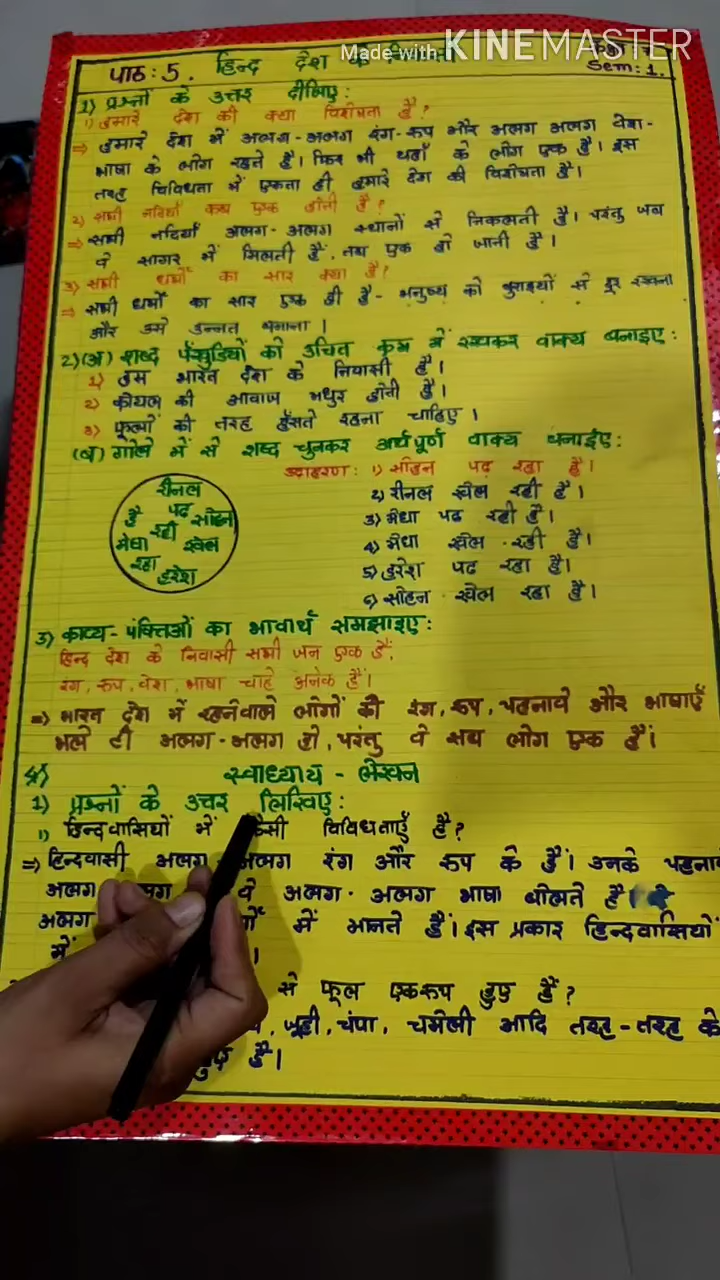 Made with KINEMASTER
पाठ: 5. हिन्द देश के
Sem: 1.
1) प्रश्नों के उत्तर दीजिए:
1) हमारे देश की क्या विशेषता है?
⇒ हमारे देश में अलग-अलग रंग-रूप और अलग अलग वेश-
भाषा के लोग रहते हैं। फिर भी यहाँ के लोग एक हैं। इस
तरह विविधता में एकता ही हमारे देश की विशेषता है।
2) सभी नदियाँ कब एक होती है?
⇒ सभी नदियाँ अलग-अलग स्थानों से निकलती हैं। परंतु जब
वे सागर में मिलती हैं, तब एक हो जाती हैं।
3) सभी धर्मों का सार क्या है?
⇒ सभी धर्मों का सार एक ही है - मनुष्य को बुराइयों से दूर रखना
और उसे उन्नत बनाना।
2)(अ) शब्द पँखुडियों को उचित क्रम में रखकर वाक्य बनाइए:
1) हम भारत देश के निवासी हैं।
2) कोयल की आवाज मधुर होती है।
3) फूलों की तरह हँसते रहना चाहिए।
(ब) गोले में से शब्द चुनकर अर्थपूर्ण वाक्य बनाइए:
उदाहरण: 1) सोहन पढ़ रहा है।
रीनल
है पढ सोहन
रही
मेधा खेल
रहा
हरेश
2) रीनल खेल रही है।
3) मेधा पढ रही है।
4) मेधा खेल रही है।
5) हरेश पढ रहा है।
6) सोहन खेल रहा है।
3) काव्य-पंक्तिओं का भावार्थ समझाइए:
हिन्द देश के निवासी सभी जन एक हैं,
रंग, रूप, वेश, भाषा चाहे अनेक हैं।
⇒ भारत देश में रहनेवाले लोगों की रंग, रूप, पहनावे और भाषाएँ
भले ही अलग-अलग हो, परंतु वे सब लोग एक हैं।
स्वाध्याय - लेखन
1) प्रश्नों के उत्तर लिखिए:
1) हिन्दवासियों में कैसी विविधताएँ है?
⇒ हिन्दवासी अलग-अलग रंग और रूप के हैं। उनके
अलग वे अलग-अलग भाषा बोलते हैं।
अलग में मानते हैं। इस प्रकार हिन्दवासियों
में
से फूल एकरूप हुए हैं?
जूही, चंपा, चमेली आदि तरह-तरह के
हैं।